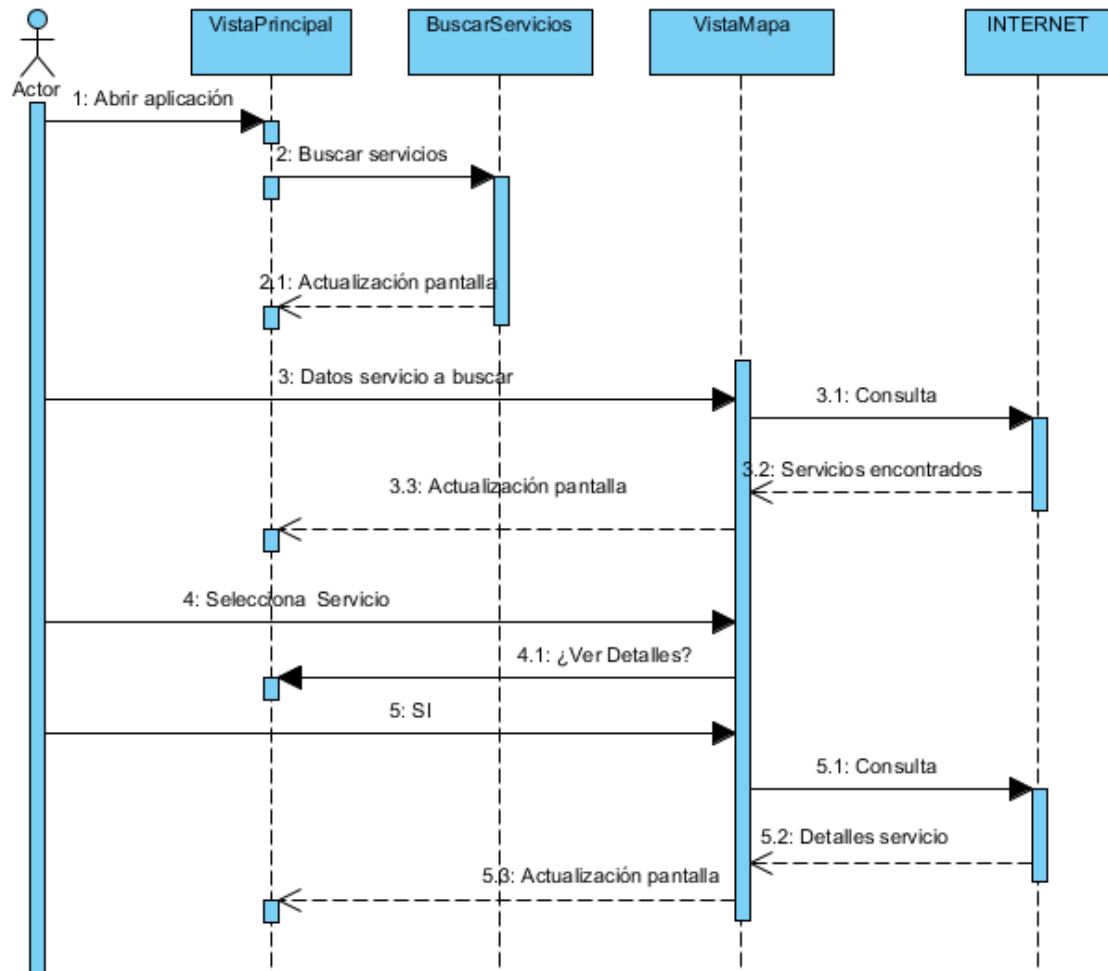 VistaPrincipal
BuscarServicios
VistaMapa
INTERNET
Actor
1: Abrir aplicación
2: Buscar servicios
2.1: Actualización pantalla
3: Datos servicio a buscar
3.1: Consulta
3.2: Servicios encontrados
3.3: Actualización pantalla
4: Selecciona  Servicio
4.1: ¿Ver Detalles?
5: SI
5.1: Consulta
5.2: Detalles servicio
5.3: Actualización pantalla